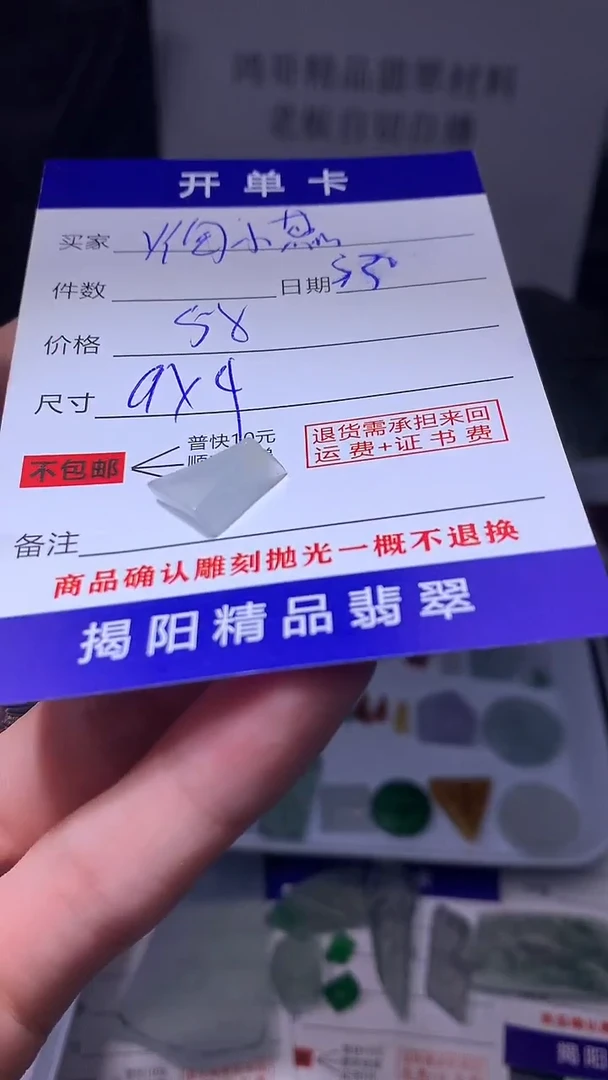 开单卡
买家
件数 日期 530
价格 58
尺寸 9X4
普快10元
不包邮
退货需承担来回
运费+证书费
备注
商品确认雕刻抛光一概不退换
揭阳精品翡翠